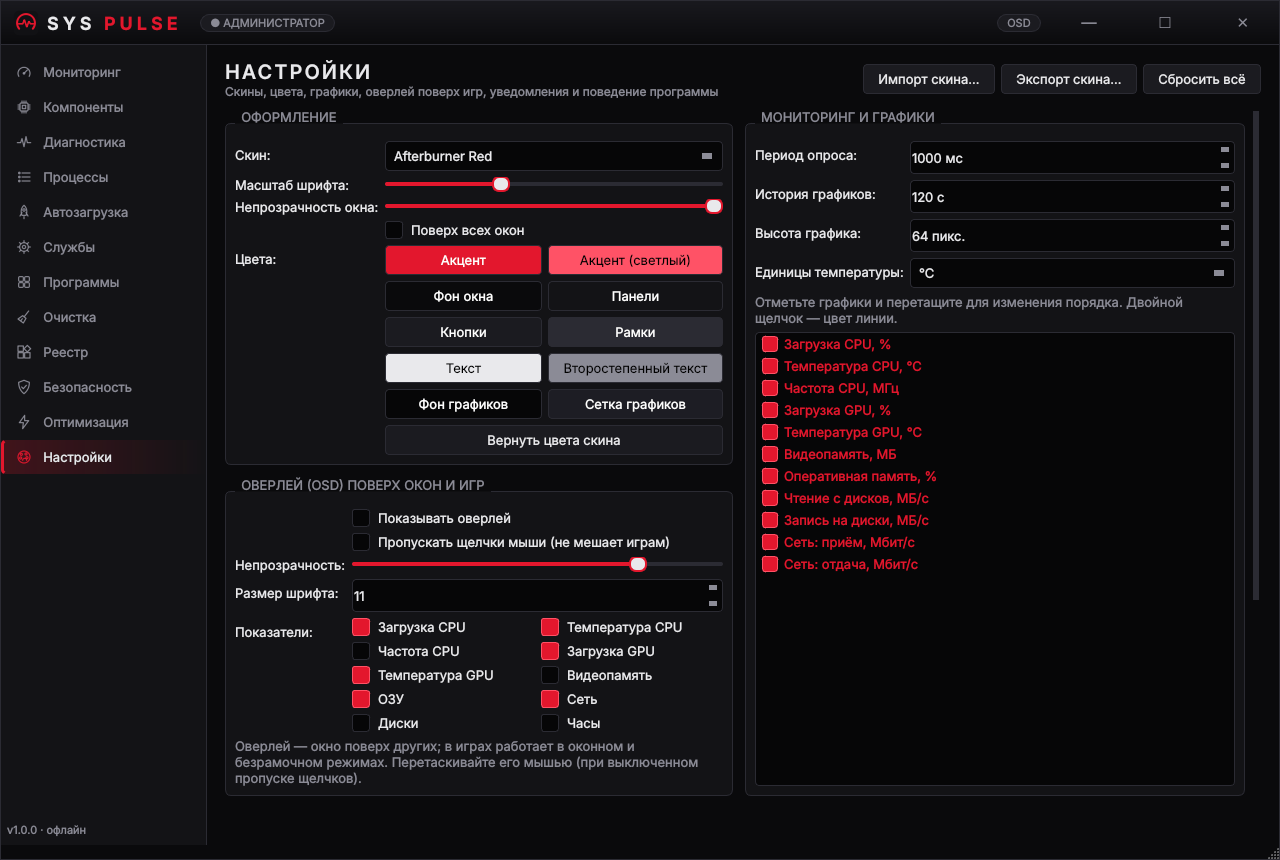 SYS PULSE
АДМИНИСТРАТОР
OSD
Мониторинг
Компоненты
Диагностика
Процессы
Автозагрузка
Службы
Программы
Очистка
Реестр
Безопасность
Оптимизация
Настройки
v1.0.0 · офлайн
НАСТРОЙКИ
Скины, цвета, графики, оверлей поверх игр, уведомления и поведение программы
Импорт скина...
Экспорт скина...
Сбросить всё
ОФОРМЛЕНИЕ
Скин:
Afterburner Red
Масштаб шрифта:
Непрозрачность окна:
Поверх всех окон
Цвета:
Акцент
Акцент (светлый)
Фон окна
Панели
Кнопки
Рамки
Текст
Второстепенный текст
Фон графиков
Сетка графиков
Вернуть цвета скина
ОВЕРЛЕЙ (OSD) ПОВЕРХ ОКОН И ИГР
Показывать оверлей
Пропускать щелчки мыши (не мешает играм)
Непрозрачность:
Размер шрифта:
11
Показатели:
Загрузка CPU
Температура CPU
Частота CPU
Загрузка GPU
Температура GPU
Видеопамять
ОЗУ
Сеть
Диски
Часы
Оверлей — окно поверх других; в играх работает в оконном и
безрамочном режимах. Перетаскивайте его мышью (при выключенном
пропуске щелчков).
МОНИТОРИНГ И ГРАФИКИ
Период опроса:
1000 мс
История графиков:
120 с
Высота графика:
64 пикс.
Единицы температуры:
°C
Отметьте графики и перетащите для изменения порядка. Двойной
щелчок — цвет линии.
Загрузка CPU, %
Температура CPU, °C
Частота CPU, МГц
Загрузка GPU, %
Температура GPU, °C
Видеопамять, МБ
Оперативная память, %
Чтение с дисков, МБ/с
Запись на диски, МБ/с
Сеть: приём, Мбит/с
Сеть: отдача, Мбит/с